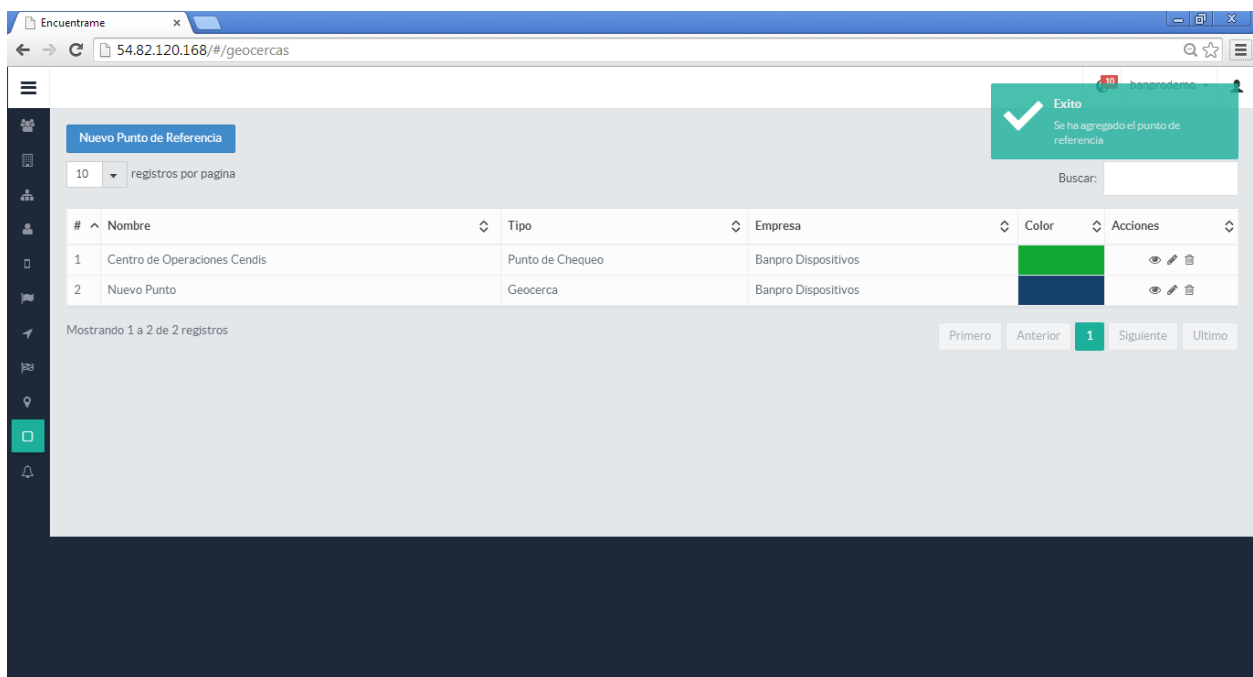 Encuentrame
54.82.120.168/#/geocercas
10 banprodemo
Exito
Se ha agregado el punto de
referencia
Nuevo Punto de Referencia
10 registros por pagina
Buscar:
# Nombre Tipo Empresa Color Acciones
1 Centro de Operaciones Cendis Punto de Chequeo Banpro Dispositivos
2 Nuevo Punto Geocerca Banpro Dispositivos
Mostrando 1 a 2 de 2 registros
Primero Anterior 1 Siguiente Ultimo